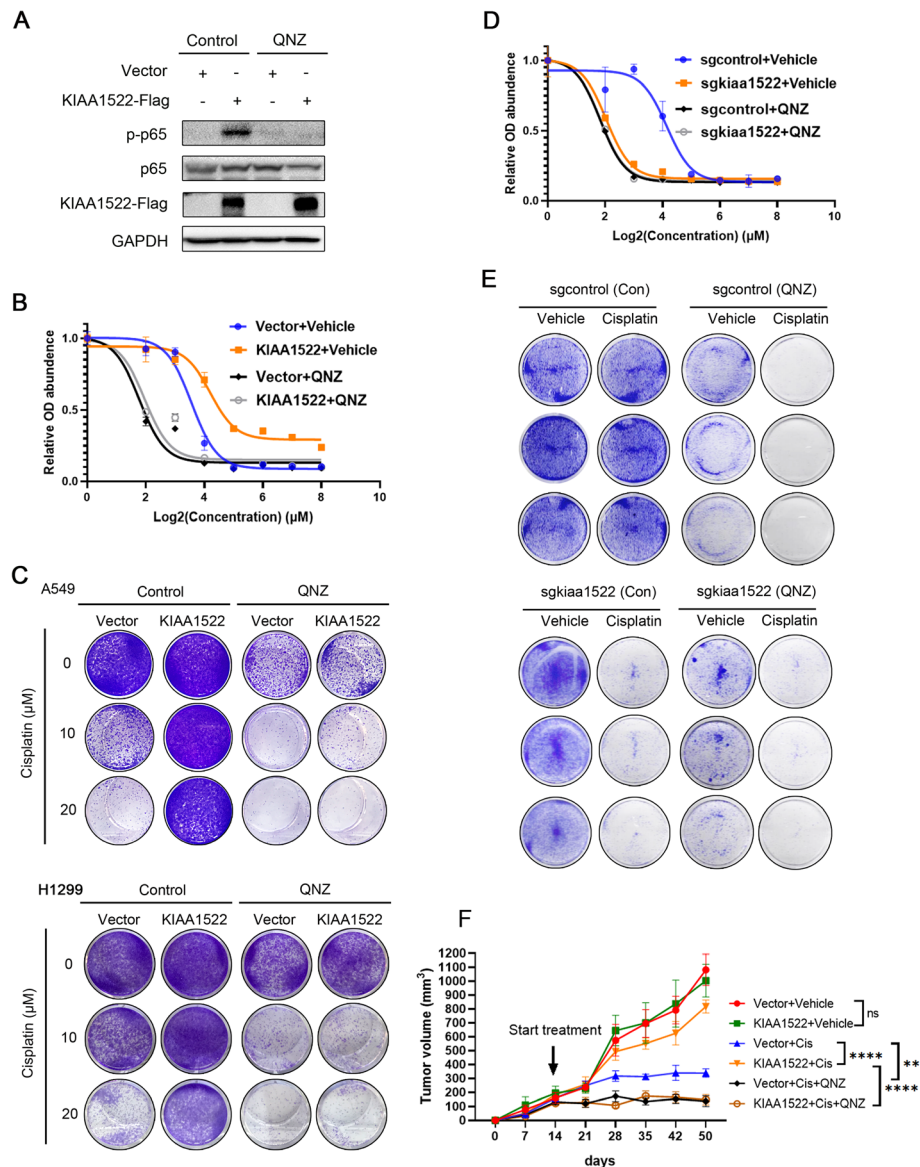 A
Control QNZ
Vector + - + -
KIAA1522-Flag - + - +
p-p65
p65
KIAA1522-Flag
GAPDH
B
Relative OD abundence
1.0
0.5
0.0
0 2 4 6 8 10
Log2(Concentration) (μM)
Vector+Vehicle
KIAA1522+Vehicle
Vector+QNZ
KIAA1522+QNZ
C
A549
Control QNZ
Vector KIAA1522 Vector KIAA1522
Cisplatin (μM)
0
10
20
H1299
Control QNZ
Vector KIAA1522 Vector KIAA1522
Cisplatin (μM)
0
10
20
D
Relative OD abundance
1.0
0.5
0.0
0 2 4 6 8 10
Log2(Concentration) (μM)
sgcontrol+Vehicle
sgkiaa1522+Vehicle
sgcontrol+QNZ
sgkiaa1522+QNZ
E
sgcontrol (Con) sgcontrol (QNZ)
Vehicle Cisplatin Vehicle Cisplatin
sgkiaa1522 (Con) sgkiaa1522 (QNZ)
Vehicle Cisplatin Vehicle Cisplatin
F
Tumor volume (mm³)
1200
1100
1000
900
800
700
600
500
400
300
200
100
0
Start treatment
0 7 14 21 28 35 42 50
days
Vector+Vehicle
KIAA1522+Vehicle
ns
Vector+Cis
KIAA1522+Cis
Vector+Cis+QNZ
KIAA1522+Cis+QNZ
****
**
****